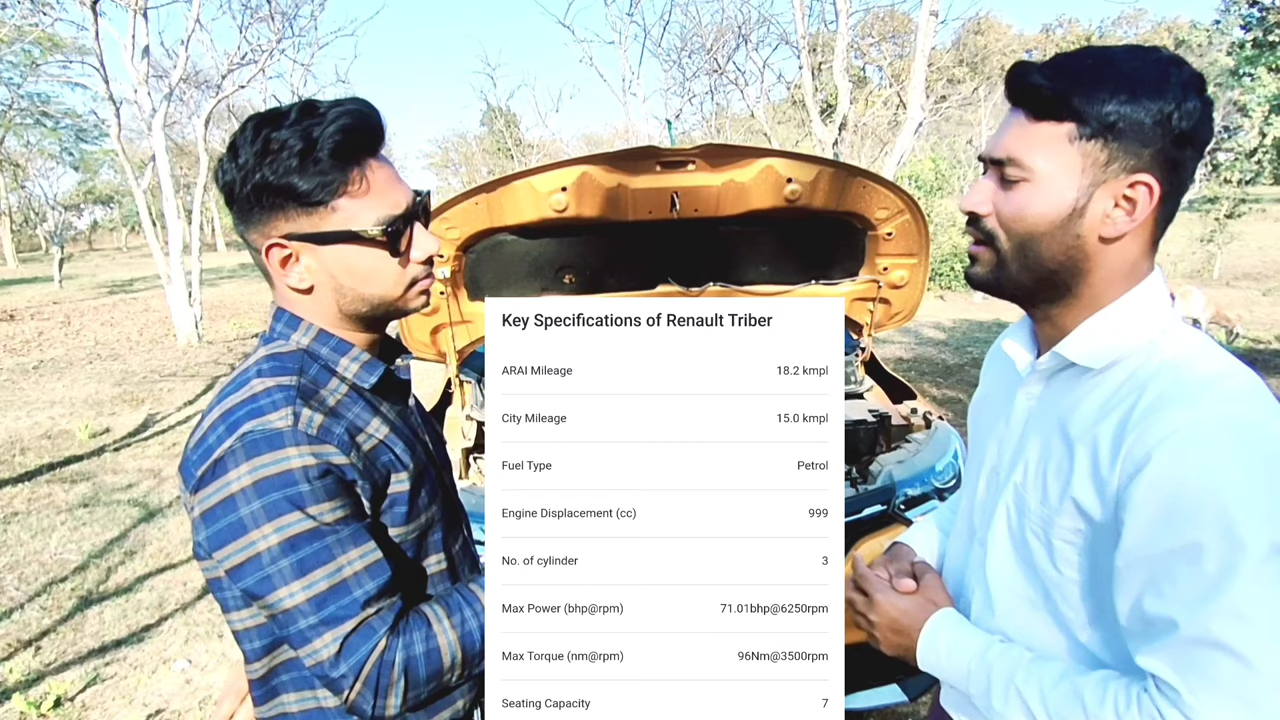 Key Specifications of Renault Triber
ARAI Mileage 18.2 kmpl
City Mileage 15.0 kmpl
Fuel Type Petrol
Engine Displacement (cc) 999
No. of cylinder 3
Max Power (bhp@rpm) 71.01bhp@6250rpm
Max Torque (nm@rpm) 96Nm@3500rpm
Seating Capacity 7